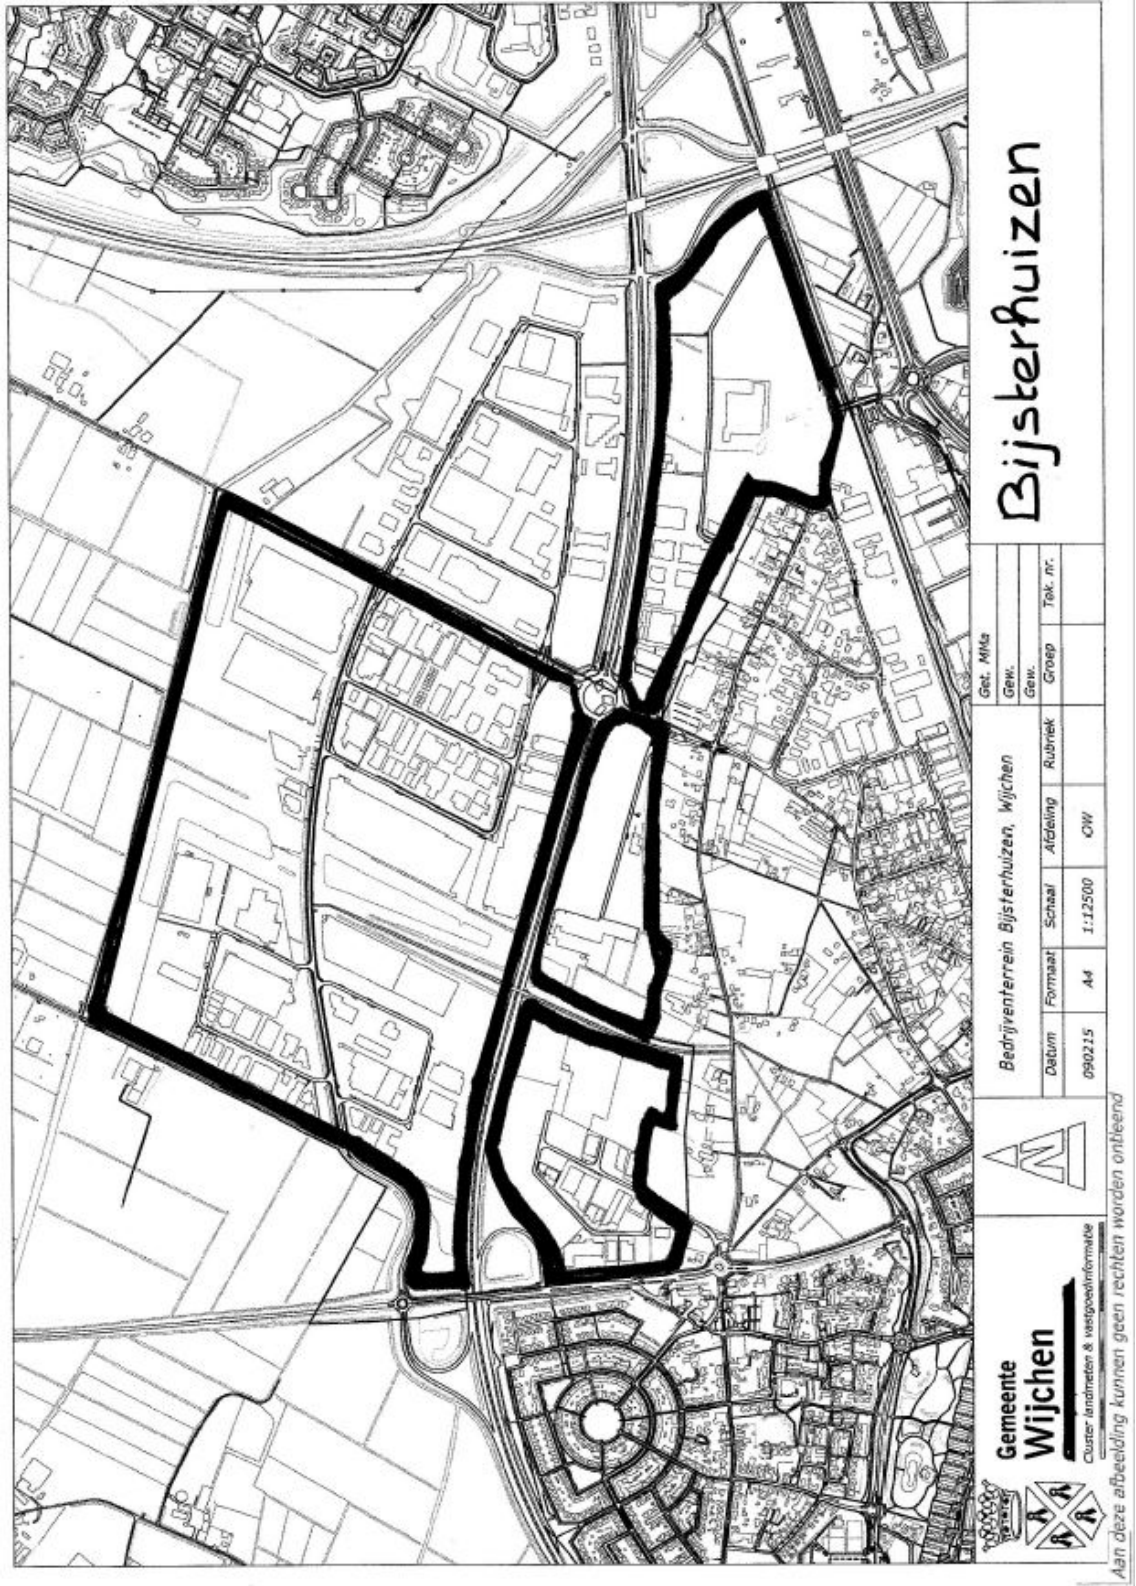 Bijsterhuizen
Get. MMa
Gew.
Gew.
Bedrijventerrein Bijsterhuizen, Wijchen
Datum Formaat Schaal Afdeling Rubriek Groep Tek. nr.
090215 A4 1:12500 OW
Gemeente
Wijchen
Cluster landmeten & vastgoedinformatie
Aan deze afbeelding kunnen geen rechten worden ontleend